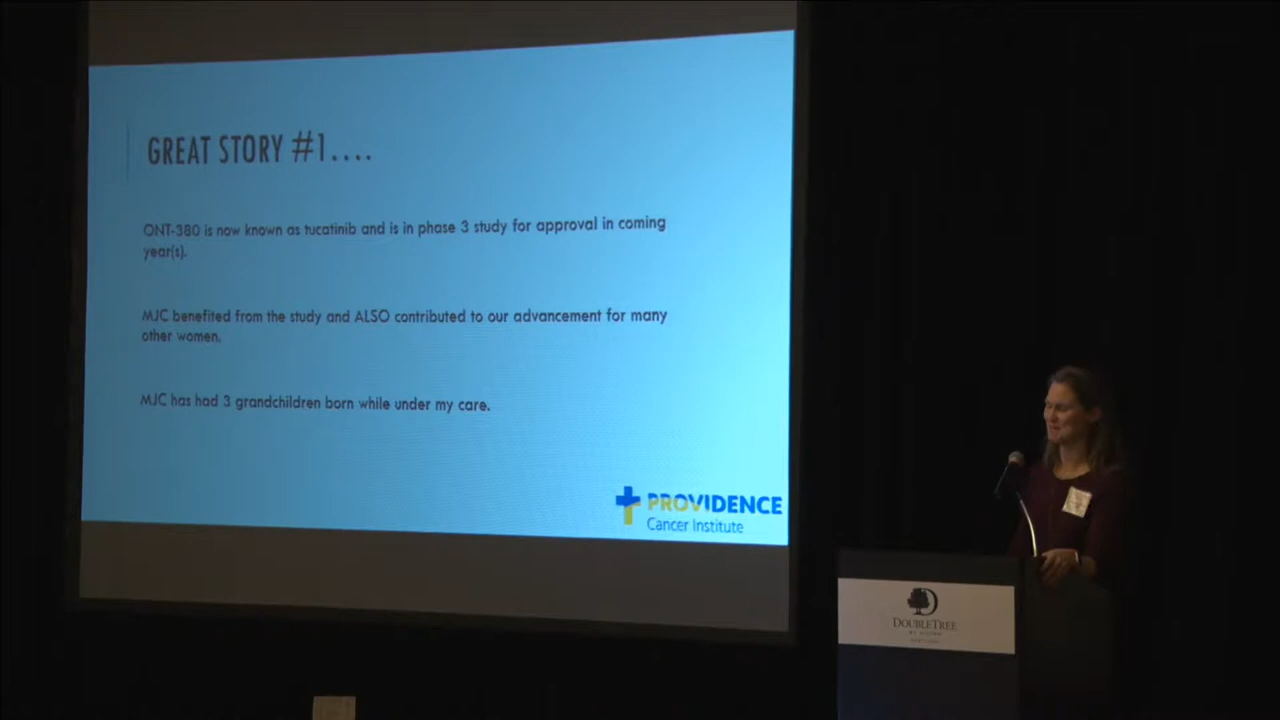 GREAT STORY #1....
ONT-380 is now known as tucatinib and is in phase 3 study for approval in coming
year(s).
MJC benefited from the study and ALSO contributed to our advancement for many
other women.
MJC has had 3 grandchildren born while under my care.
PROVIDENCE
Cancer Institute
D
DOUBLETREE
BY HILTON